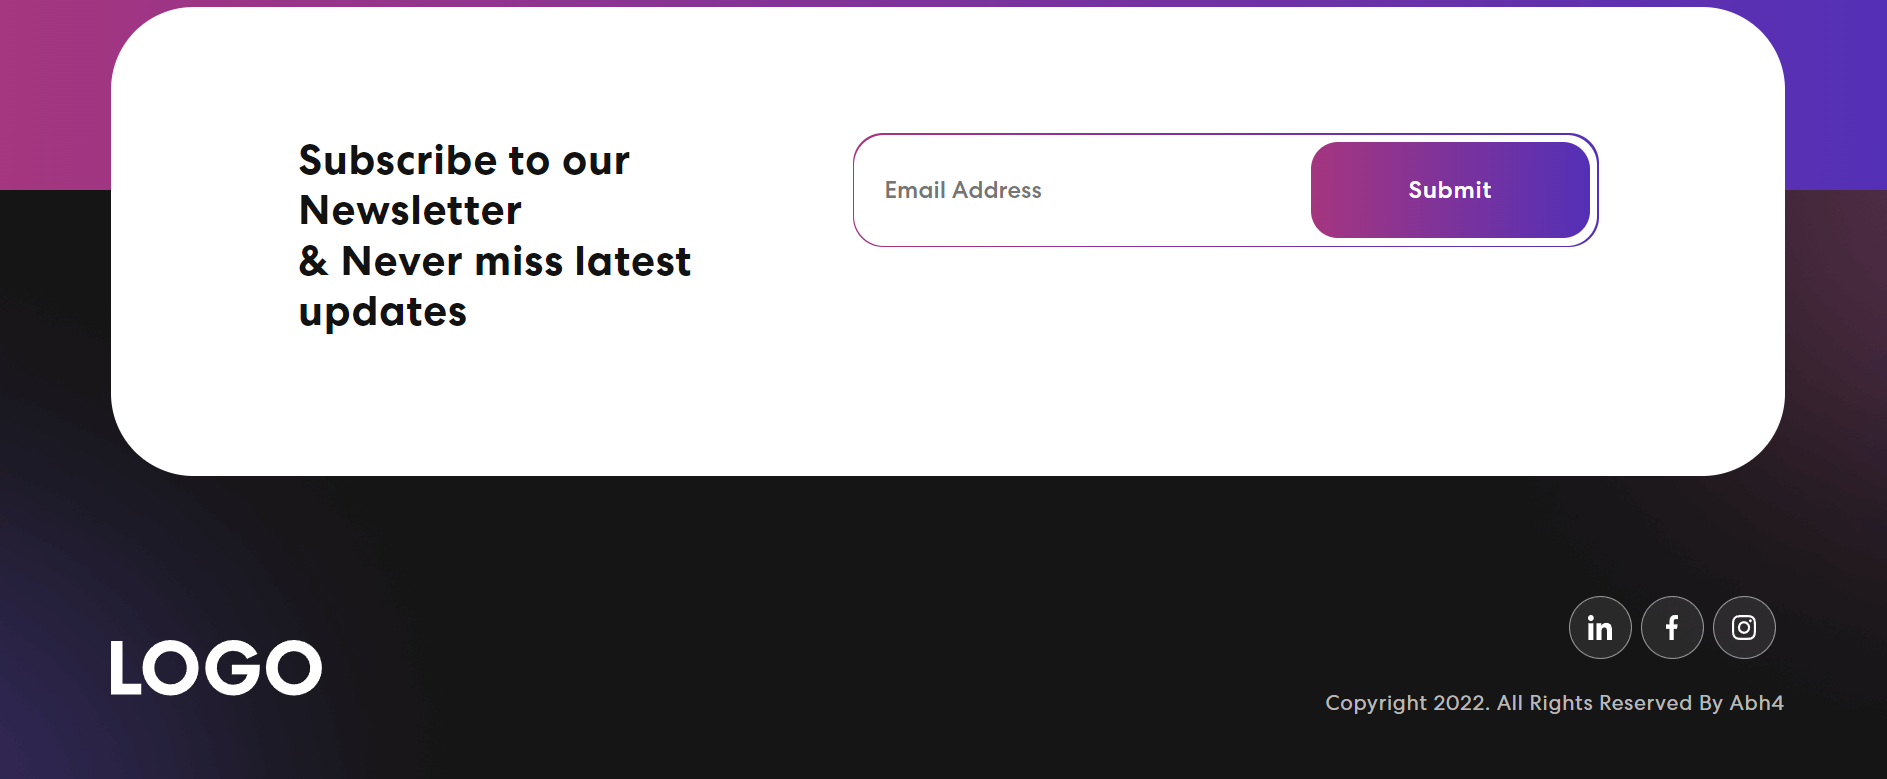 Subscribe to our
Newsletter
& Never miss latest
updates
Email Address
Submit
LOGO
in
f
Copyright 2022. All Rights Reserved By Abh4